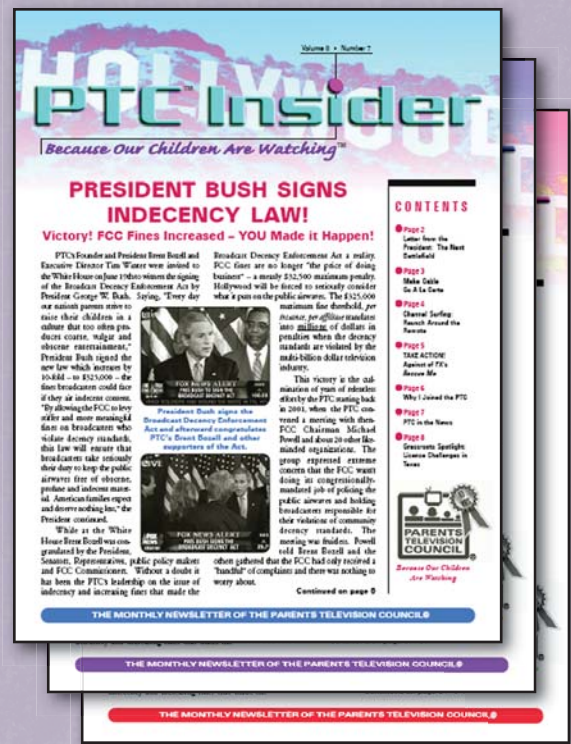 Volume 8 • Number 7
HOLLYWOOD
PTC Insider™
Because Our Children Are Watching™
PRESIDENT BUSH SIGNS
INDECENCY LAW!
Victory! FCC Fines Increased – YOU Made it Happen!
PTC's Founder and President Brent Bozell and
Executive Director Tim Winter were invited to
the White House on June 15th to witness the signing
of the Broadcast Decency Enforcement Act by
President George W. Bush. Saying, "Every day
our nation's parents strive to
raise their children in a
culture that too often pro-
duces coarse, vulgar and
obscene entertainment,"
President Bush signed the
new law which increases by
10-fold – to $325,000 – the
fines broadcasters could face
if they air indecent content.
"By allowing the FCC to levy
stiffer and more meaningful
fines on broadcasters who
violate decency standards,
this law will ensure that
broadcasters take seriously
their duty to keep the public
airwaves free of obscene,
profane and indecent mater-
ial. American families expect
and deserve nothing less," the
President continued.
While at the White
House Brent Bozell was con-
gratulated by the President,
Senators, Representatives, public policy makers
and FCC Commissioners. Without a doubt it
has been the PTC's leadership on the issue of
indecency and increasing fines that made the
Broadcast Decency Enforcement Act a reality.
FCC fines are no longer "the price of doing
business" – a measly $32,500 maximum penalty.
Hollywood will be forced to seriously consider
what it puts on the public airwaves. The $325,000
maximum fine threshold, per
instance, per affiliate translates
into millions of dollars in
penalties when the decency
standards are violated by the
multi-billion dollar television
industry.
This victory is the cul-
mination of years of relentless
effort by the PTC starting back
in 2001, when the PTC con-
vened a meeting with then-
FCC Chairman Michael
Powell and about 20 other like-
minded organizations. The
group expressed extreme
concern that the FCC wasn't
doing its congressionally-
mandated job of policing the
public airwaves and holding
broadcasters responsible for
their violations of community
decency standards. The
meeting was fruitless. Powell
told Brent Bozell and the
others gathered that the FCC had only received a
"handful" of complaints and there was nothing to
worry about.
Continued on page 8
FOX NEWS ALERT
President Bush signs the
Broadcast Decency Enforcement
Act and afterward congratulates
PTC's Brent Bozell and other
supporters of the Act.
LIVE
FOX NEWS ALERT
CONTENTS
Page 2
Letter from the
President: The Next
Battlefield
Page 3
Make Cable
Go A La Carte
Page 4
Channel Surfing:
Raunch Around the
Remote
Page 5
TAKE ACTION!
Against of FX's
Rescue Me
Page 6
Why I Joined the PTC
Page 7
PTC in the News
Page 8
Grassroots Spotlight:
License Challenges in
Texas
PARENTS
TELEVISION
COUNCIL
Because Our Children
Are Watching
THE MONTHLY NEWSLETTER OF THE PARENTS TELEVISION COUNCIL®
THE MONTHLY NEWSLETTER OF THE PARENTS TELEVISION COUNCIL®
THE MONTHLY NEWSLETTER OF THE PARENTS TELEVISION COUNCIL®